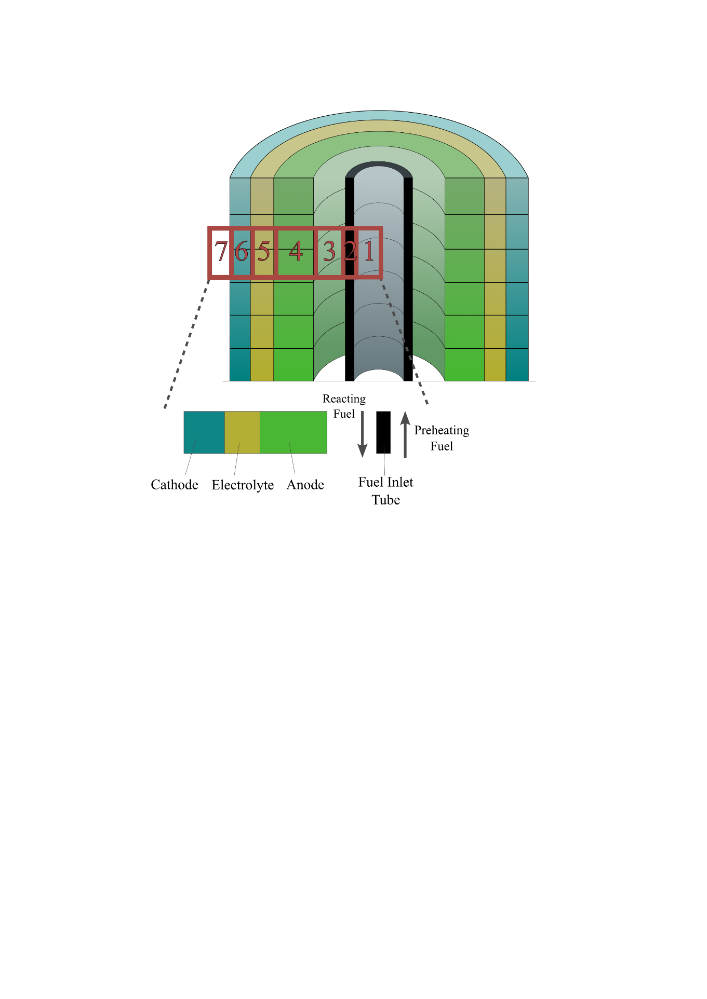 7 6 5 4 3 2 1
Reacting
Fuel
Preheating
Fuel
Cathode
Electrolyte
Anode
Fuel Inlet
Tube